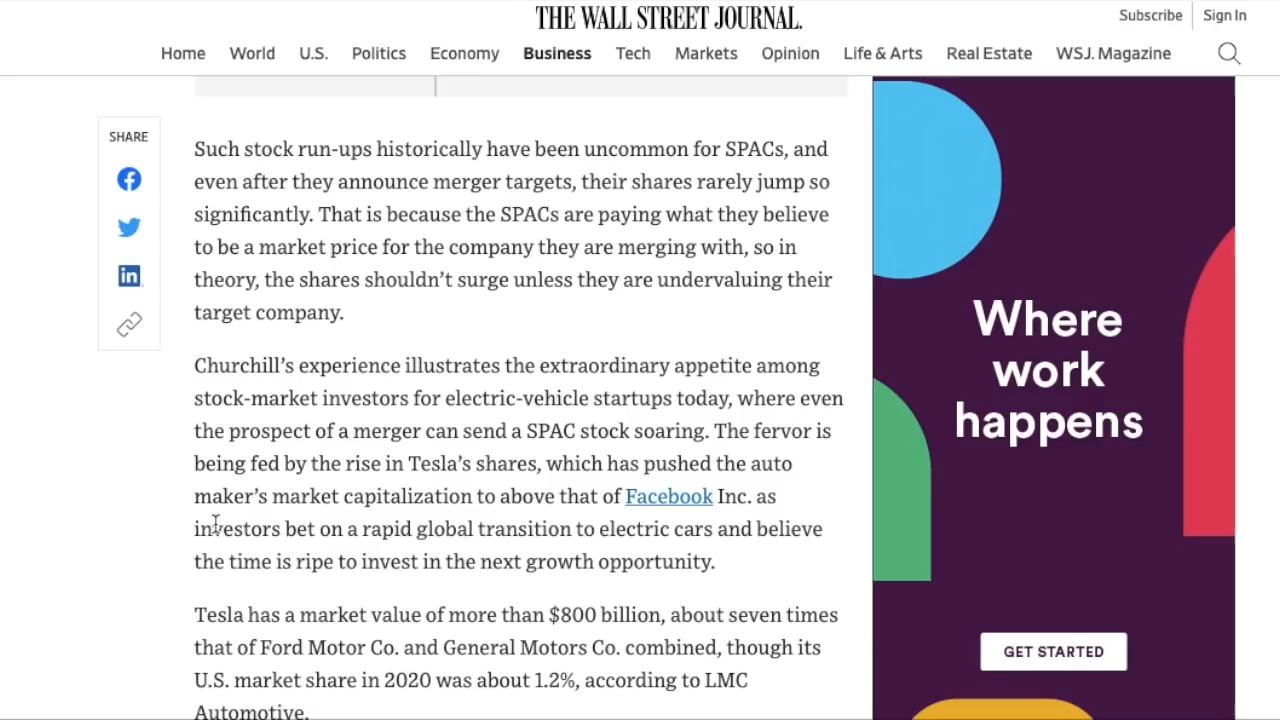 THE WALL STREET JOURNAL.
Subscribe
Sign In
Home
World
U.S.
Politics
Economy
Business
Tech
Markets
Opinion
Life & Arts
Real Estate
WSJ. Magazine
SHARE
Such stock run-ups historically have been uncommon for SPACs, and
even after they announce merger targets, their shares rarely jump so
significantly. That is because the SPACs are paying what they believe
to be a market price for the company they are merging with, so in
theory, the shares shouldn’t surge unless they are undervaluing their
target company.
Churchill’s experience illustrates the extraordinary appetite among
stock-market investors for electric-vehicle startups today, where even
the prospect of a merger can send a SPAC stock soaring. The fervor is
being fed by the rise in Tesla’s shares, which has pushed the auto
maker’s market capitalization to above that of Facebook Inc. as
investors bet on a rapid global transition to electric cars and believe
the time is ripe to invest in the next growth opportunity.
Tesla has a market value of more than $800 billion, about seven times
that of Ford Motor Co. and General Motors Co. combined, though its
U.S. market share in 2020 was about 1.2%, according to LMC
Automotive.
Where
work
happens
GET STARTED